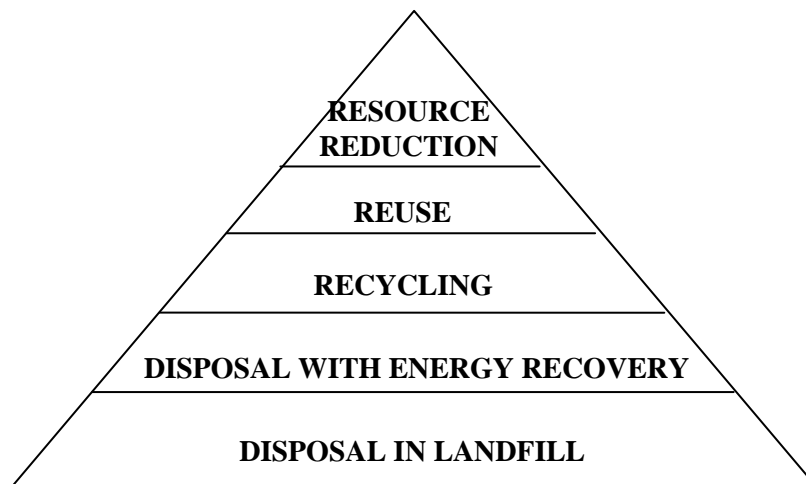 RESOURCE
REDUCTION
REUSE
RECYCLING
DISPOSAL WITH ENERGY RECOVERY
DISPOSAL IN LANDFILL